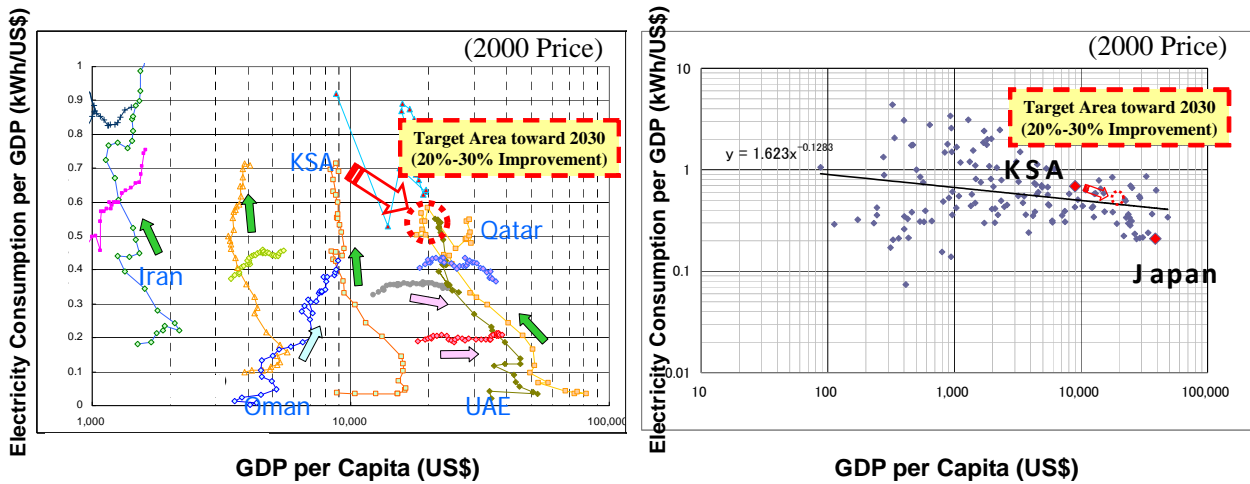 (2000 Price)
Electricity Consumption per GDP (kWh/US$)
1
0.9
0.8
0.7
0.6
0.5
0.4
0.3
0.2
0.1
0
1,000
10,000
100,000
Target Area toward 2030
(20%-30% Improvement)
KSA
Qatar
Iran
Oman
UAE
GDP per Capita (US$)
(2000 Price)
Electricity Consumption per GDP (kWh/US$)
10
1
0.1
0.01
10
100
1,000
10,000
100,000
Target Area toward 2030
(20%-30% Improvement)
y = 1.623x^-0.1283
KSA
Japan
GDP per Capita (US$)